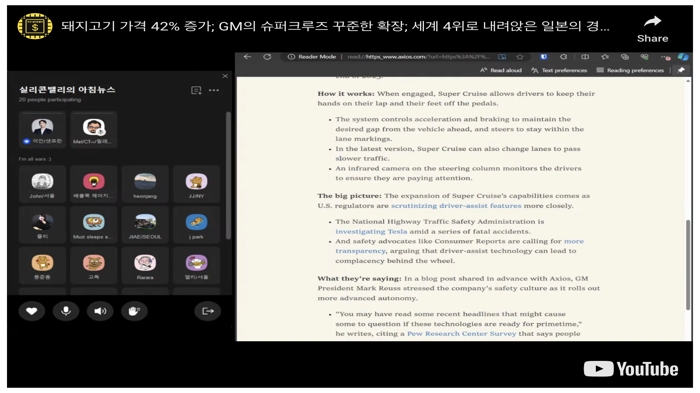 돼지고기 가격 42% 증가; GM의 슈퍼크루즈 꾸준한 확장; 세계 4위로 내려앉은 일본의 경...
Share
Reader Mode
read://https_www.axios.com/?url=https%3A%2F%...
Read aloud
Text preferences
Reading preferences
실리콘밸리의 아침뉴스
20 people participating
I'm all ears :)
John/서울
heonjang
JJINY
Must sleeps s...
JIAE/SEOUL
j park
고독
Rarara
How it works: When engaged, Super Cruise allows drivers to keep their
hands on their lap and their feet off the pedals.
• The system controls acceleration and braking to maintain the
desired gap from the vehicle ahead, and steers to stay within the
lane markings.
• In the latest version, Super Cruise can also change lanes to pass
slower traffic.
• An infrared camera on the steering column monitors the drivers
to ensure they are paying attention.
The big picture: The expansion of Super Cruise's capabilities comes as
U.S. regulators are scrutinizing driver-assist features more closely.
• The National Highway Traffic Safety Administration is
investigating Tesla amid a series of fatal accidents.
• And safety advocates like Consumer Reports are calling for more
transparency, arguing that driver-assist technology can lead to
complacency behind the wheel.
What they're saying: In a blog post shared in advance with Axios, GM
President Mark Reuss stressed the company's safety culture as it rolls out
more advanced autonomy.
• "You may have read some recent headlines that might cause
some to question if these technologies are ready for primetime,"
he writes, citing a Pew Research Center Survey that says people
YouTube